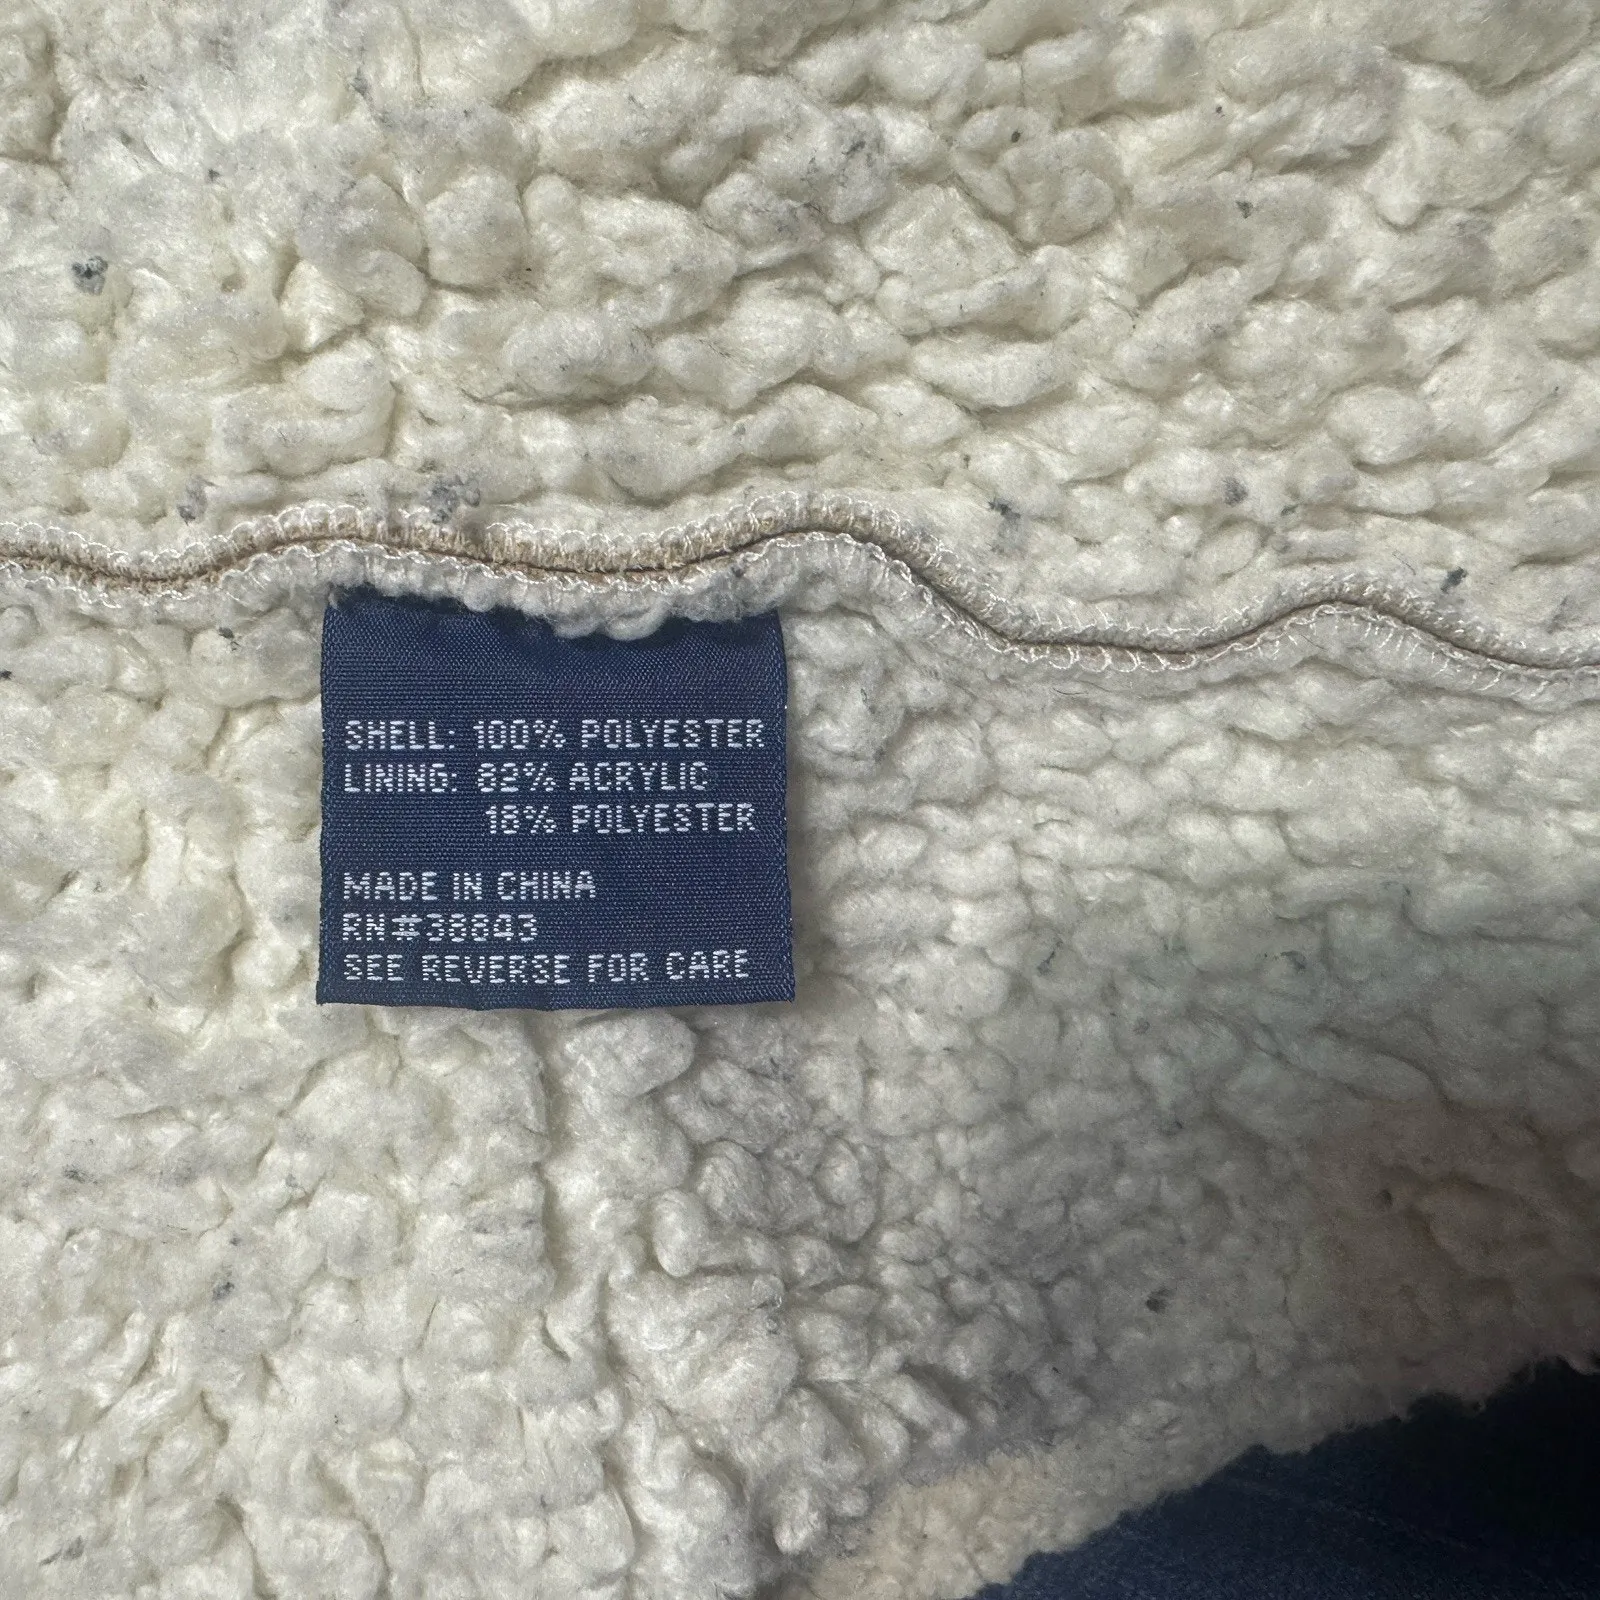 SHELL: 100% POLYESTER
LINING: 82% ACRYLIC
18% POLYESTER
MADE IN CHINA
RN#38843
SEE REVERSE FOR CARE